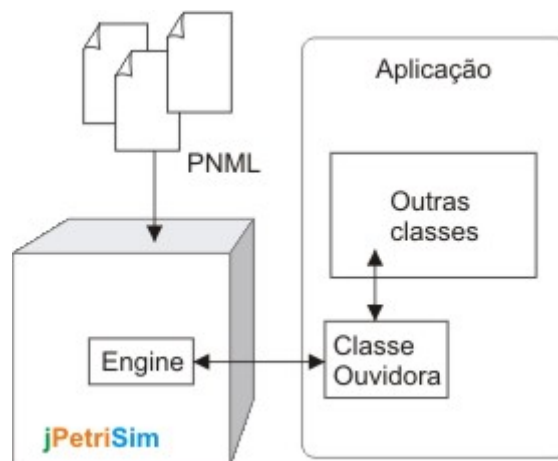 Aplicação
PNML
Outras
classes
Engine
Classe
Ouvidora
jPetriSim